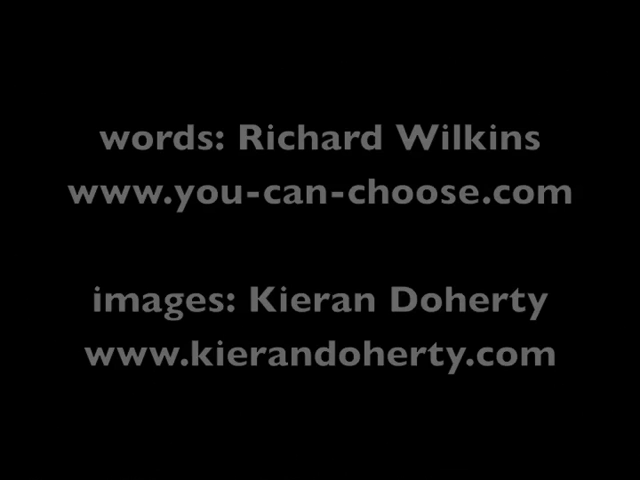 words: Richard Wilkins
www.you-can-choose.com
images: Kieran Doherty
www.kierandoherty.com